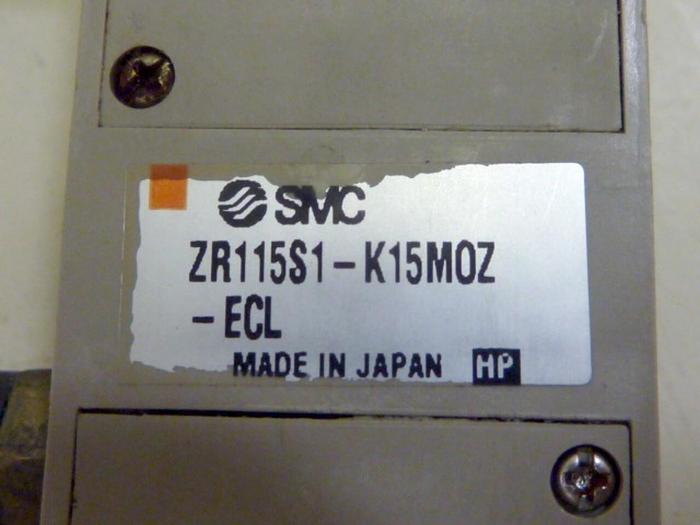 SMC
ZR115S1-K15MOZ
-ECL
MADE IN JAPAN HP